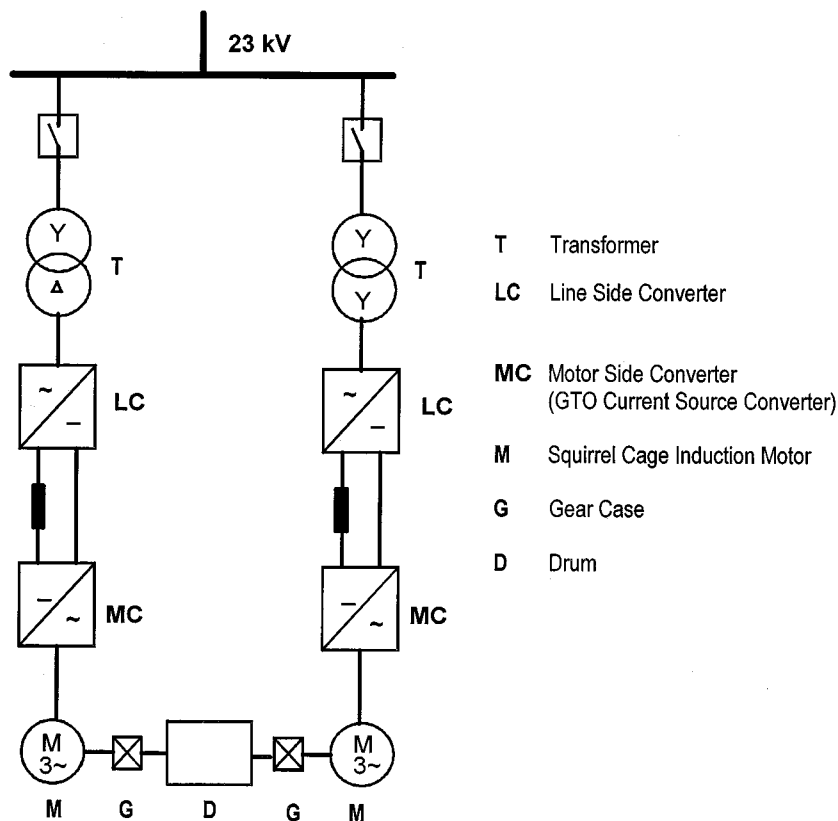 23 kV
Y
Δ
T
Y
Y
T
T Transformer
LC Line Side Converter
MC Motor Side Converter
(GTO Current Source Converter)
M Squirrel Cage Induction Motor
G Gear Case
D Drum
~
–
LC
~
–
LC
–
~
MC
–
~
MC
M
3~
M
3~
M
G
D
G
M